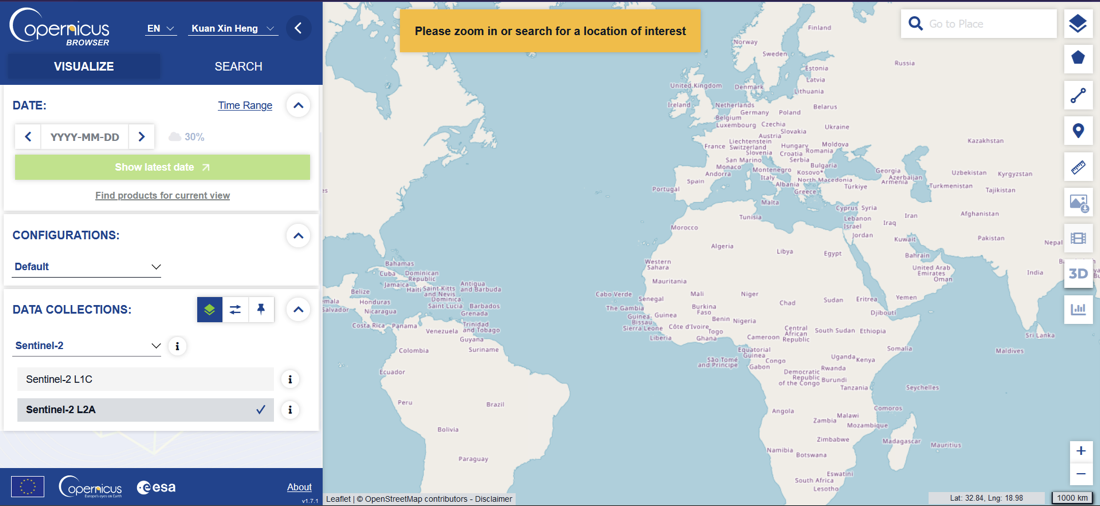 Copernicus
BROWSER
EN
Kuan Xin Heng
VISUALIZE
SEARCH
DATE:
Time Range
YYYY-MM-DD
30%
Show latest date
Find products for current view
CONFIGURATIONS:
Default
DATA COLLECTIONS:
Sentinel-2
Sentinel-2 L1C
Sentinel-2 L2A
Copernicus
Europe's eyes on Earth
esa
About
v1.7.1
Please zoom in or search for a location of interest
Go to Place
3D
Finland
Norway
Sweden
Russia
Estonia
Latvia
Lithuania
United Kingdom
Denmark
Ireland
Netherlands
Belarus
Belgium
Germany
Poland
Luxembourg
Czechia
Ukraine
Slovakia
Austria
Liechtenstein
Hungary
Moldova
France
Switzerland
Kazakhstan
Slovenia
Romania
Croatia
San Marino
Serbia
Monaco
Montenegro
Bulgaria
Andorra
Italy
Kosovo*
Georgia
Uzbekistan
Kyrgyzstan
Spain
Albania
North Macedonia
Azerbaijan
Armenia
Turkmenistan
Portugal
Greece
Türkiye
Tajikistan
Malta
Cyprus
Syria
Tunisia
Lebanon
Israel
Iraq
Iran
Afghanistan
Morocco
Jordan
Kuwait
Pakistan
Nepal
Algeria
Libya
Egypt
Bahrain
Western
Sahara
United Arab
Emirates
Oman
India
Bahamas
Cuba
Dominican
Republic
Mauritania
Belize
Jamaica
Haiti
Saint Kitts
and Nevis
Antigua and
Barbuda
Cabo Verde
Mali
Niger
Chad
Sudan
Eritrea
Yemen
Honduras
Dominica
Senegal
Salvador
Nicaragua
Saint Lucia
Barbados
Grenada
The Gambia
Burkina
Faso
Djibouti
Costa Rica
Panama
Trinidad
and Tobago
Guinea
Bissau
Guinea
Benin
Nigeria
Sri Lanka
Venezuela
Sierra Leone
Côte d'Ivoire
Togo
Central
African
Republic
South Sudan
Ethiopia
Guyana
Liberia
Ghana
Cameroon
Maldives
Colombia
Suriname
Equatorial
Guinea
Somalia
Uganda
Kenya
São Tomé
and Príncipe
Congo
Gabon
Rwanda
Ecuador
Democratic
Republic
of the Congo
Burundi
Tanzania
Seychelles
Peru
Brazil
Angola
Malawi
Comoros
Zambia
Mozambique
Bolivia
Zimbabwe
Madagascar
Mauritius
Namibia
Botswana
Paraguay
Eswatini
South Africa
Lesotho
Leaflet | © OpenStreetMap contributors - Disclaimer
Lat: 32.84, Lng: 18.98
1000 km